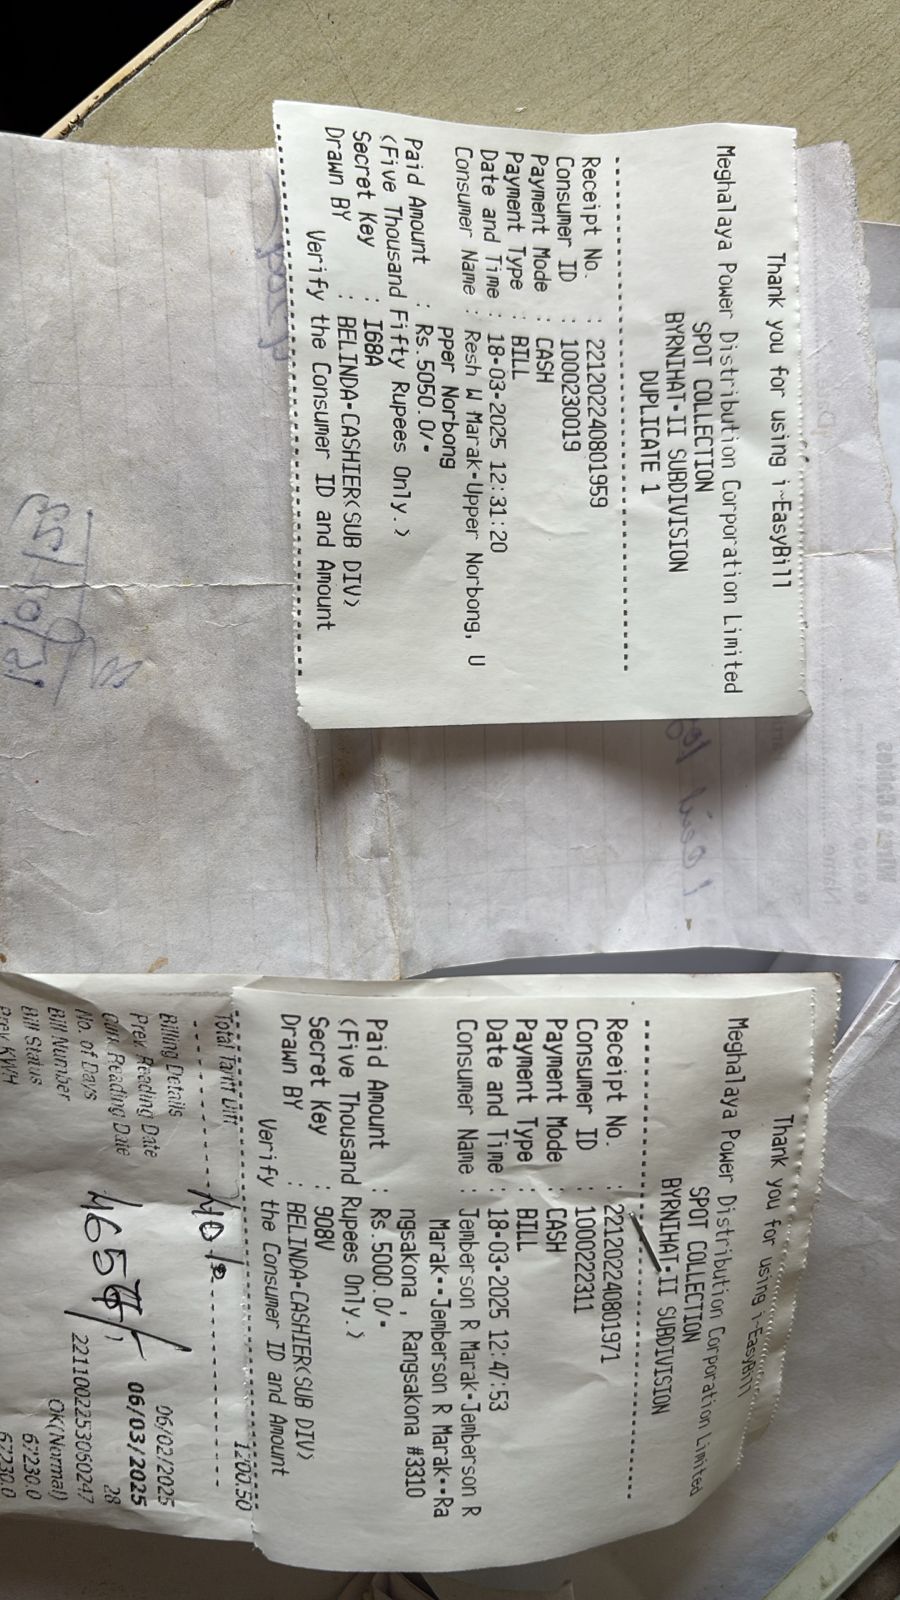 Thank you for using i-EasyBill
Meghalaya Power Distribution Corporation Limited
SPOT COLLECTION
BYRNIHAT-II SUBDIVISION
DUPLICATE 1
Receipt No. : 221202240801959
Consumer ID : 1000230019
Payment Mode : CASH
Payment Type : BILL
Date and Time : 18-03-2025 12:31:20
Consumer Name : Resh W Marak-Upper Norbong, U
pper Norbong
Paid Amount : Rs.5050.0/-
(Five Thousand Fifty Rupees Only.)
Secret Key : I68A
Drawn BY : BELINDA-CASHIER(SUB DIV)
Verify the Consumer ID and Amount
Thank you for using i-EasyBill
Meghalaya Power Distribution Corporation Limited
SPOT COLLECTION
BYRNIHAT-II SUBDIVISION
Receipt No. : 221202240801971
Consumer ID : 1000222311
Payment Mode : CASH
Payment Type : BILL
Date and Time : 18-03-2025 12:47:53
Consumer Name : Jemberson R Marak-Jemberson R
Marak--Jemberson R Marak--Ra
ngsakona , Rangsakona #3310
Paid Amount : Rs.5000.0/-
(Five Thousand Rupees Only.)
Secret Key : 908V
Drawn BY : BELINDA-CASHIER(SUB DIV)
Verify the Consumer ID and Amount
Total Tariff Diff 1200.50
Billing Details
Prev Reading Date 06/02/2025
Curr Reading Date 06/03/2025
No. of Days 28
Bill Number 2211002253050247
Bill Status OK(Normal)
Prev KWH 67230.0
67230.0